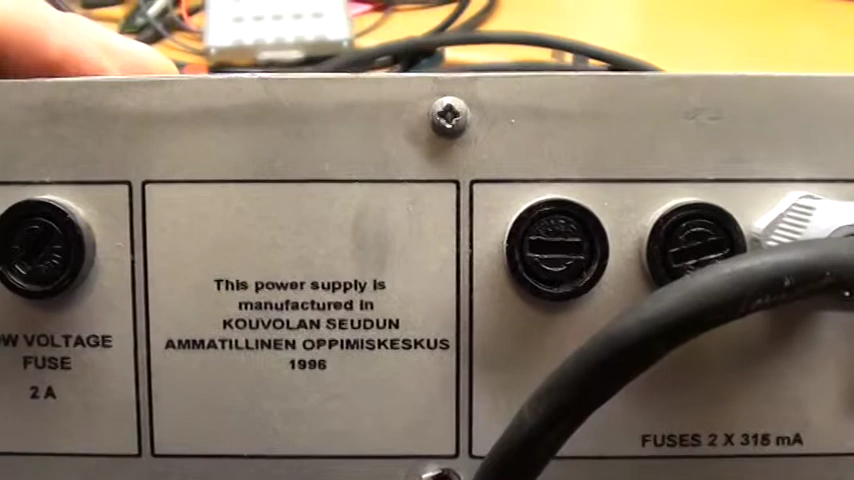 This power supply is
manufactured in
KOUVOLAN SEUDUN
AMMATILLINEN OPPIMISKESKUS
1996
VOLTAGE
FUSE
2 A
FUSES 2 X 315 mA